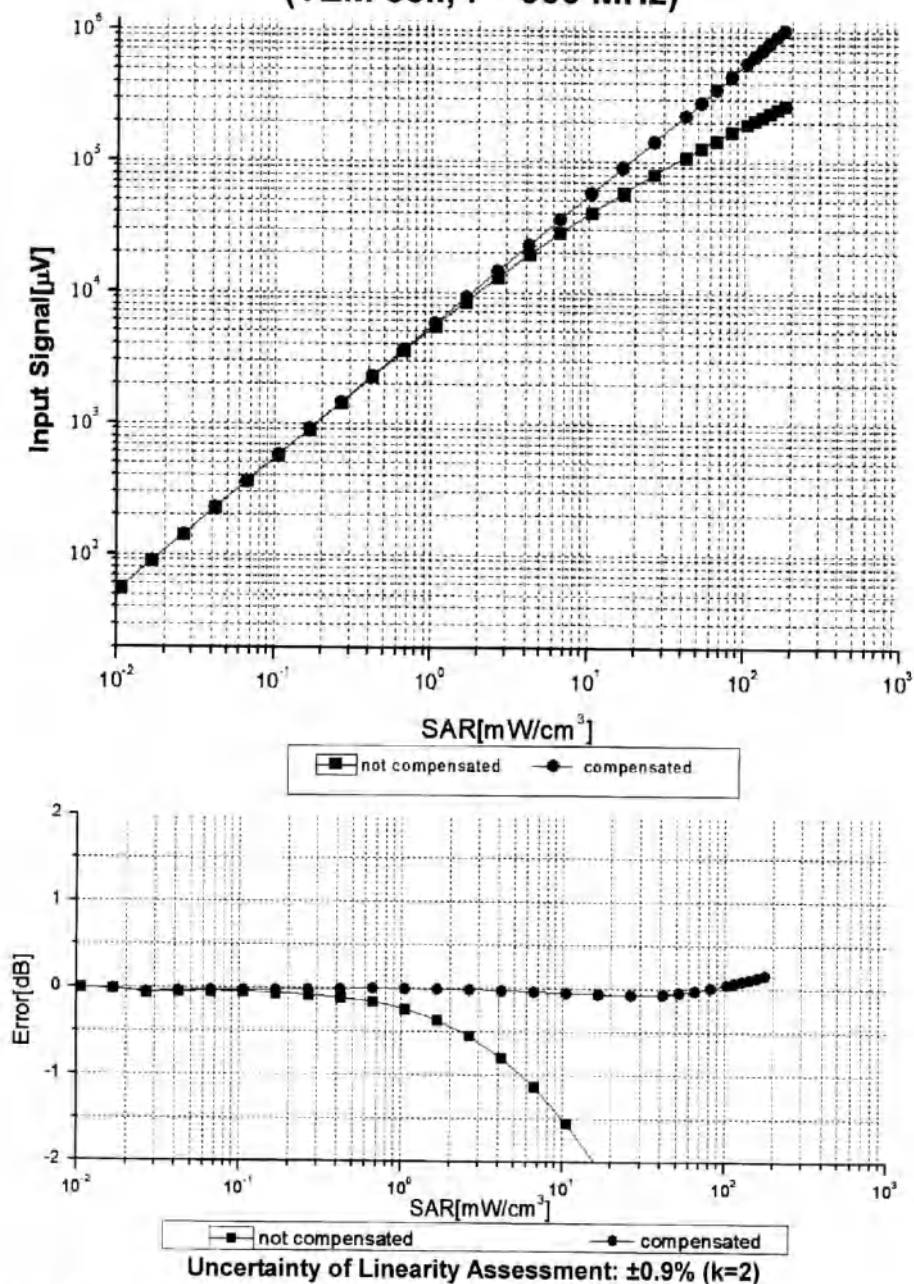 Input Signal[µV]
10⁶
10⁵
10⁴
10³
10²
10⁻² 10⁻¹ 10⁰ 10¹ 10² 10³
SAR[mW/cm³]
not compensated compensated
Error[dB]
2
1
0
-1
-2
10⁻² 10⁻¹ 10⁰ 10¹ 10² 10³
SAR[mW/cm³]
not compensated compensated
Uncertainty of Linearity Assessment: ±0.9% (k=2)